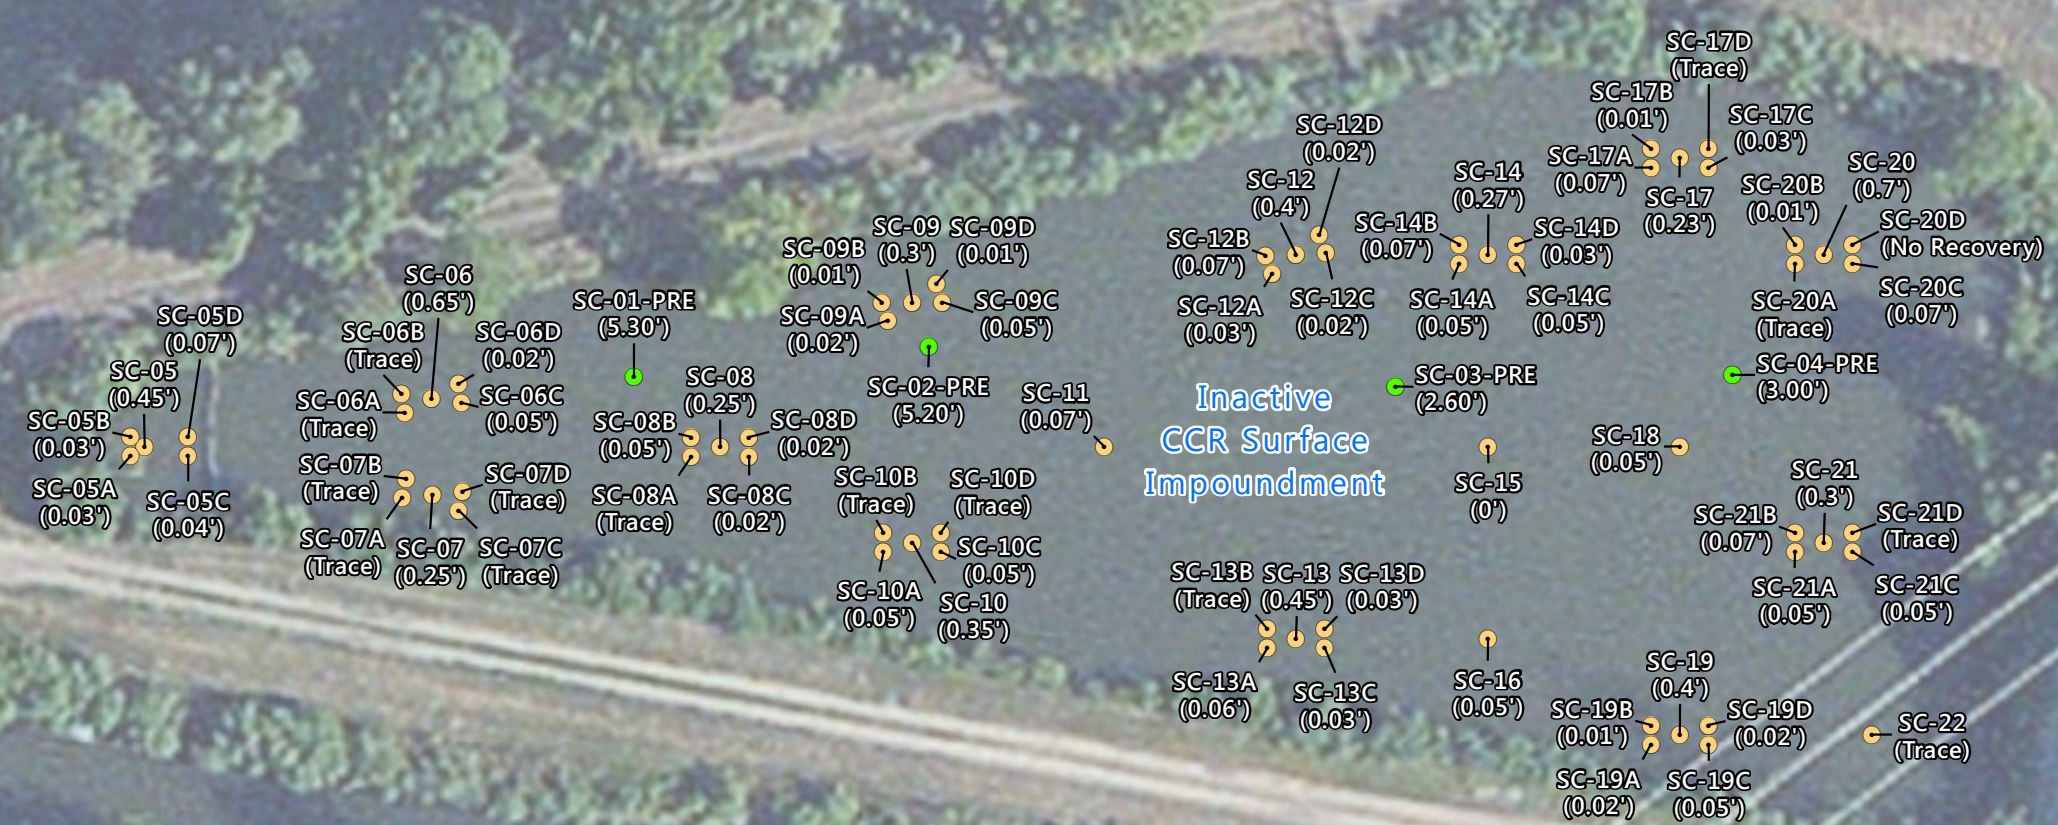 SC-17D
(Trace)
SC-17B
(0.01')
SC-17C
(0.03')
SC-17A
(0.07')
SC-17
(0.23')
SC-12D
(0.02')
SC-12
(0.4')
SC-12B
(0.07')
SC-12A
(0.03')
SC-12C
(0.02')
SC-14
(0.27')
SC-14B
(0.07')
SC-14D
(0.03')
SC-14A
(0.05')
SC-14C
(0.05')
SC-20
(0.7')
SC-20B
(0.01')
SC-20D
(No Recovery)
SC-20A
(Trace)
SC-20C
(0.07')
SC-09
(0.3')
SC-09D
(0.01')
SC-09B
(0.01')
SC-09A
(0.02')
SC-09C
(0.05')
SC-06
(0.65')
SC-06B
(Trace)
SC-06D
(0.02')
SC-06A
(Trace)
SC-06C
(0.05')
SC-01-PRE
(5.30')
SC-05D
(0.07')
SC-05
(0.45')
SC-05B
(0.03')
SC-05A
(0.03')
SC-05C
(0.04')
SC-07B
(Trace)
SC-07D
(Trace)
SC-07A
(Trace)
SC-07
(0.25')
SC-07C
(Trace)
SC-08
(0.25')
SC-08B
(0.05')
SC-08D
(0.02')
SC-08A
(Trace)
SC-08C
(0.02')
SC-02-PRE
(5.20')
SC-11
(0.07')
Inactive
CCR Surface
Impoundment
SC-03-PRE
(2.60')
SC-04-PRE
(3.00')
SC-10B
(Trace)
SC-10D
(Trace)
SC-10C
(0.05')
SC-10A
(0.05')
SC-10
(0.35')
SC-15
(0')
SC-18
(0.05')
SC-21
(0.3')
SC-21B
(0.07')
SC-21D
(Trace)
SC-21A
(0.05')
SC-21C
(0.05')
SC-13B
(Trace)
SC-13
(0.45')
SC-13D
(0.03')
SC-13A
(0.06')
SC-13C
(0.03')
SC-16
(0.05')
SC-19
(0.4')
SC-19B
(0.01')
SC-19D
(0.02')
SC-19A
(0.02')
SC-19C
(0.05')
SC-22
(Trace)